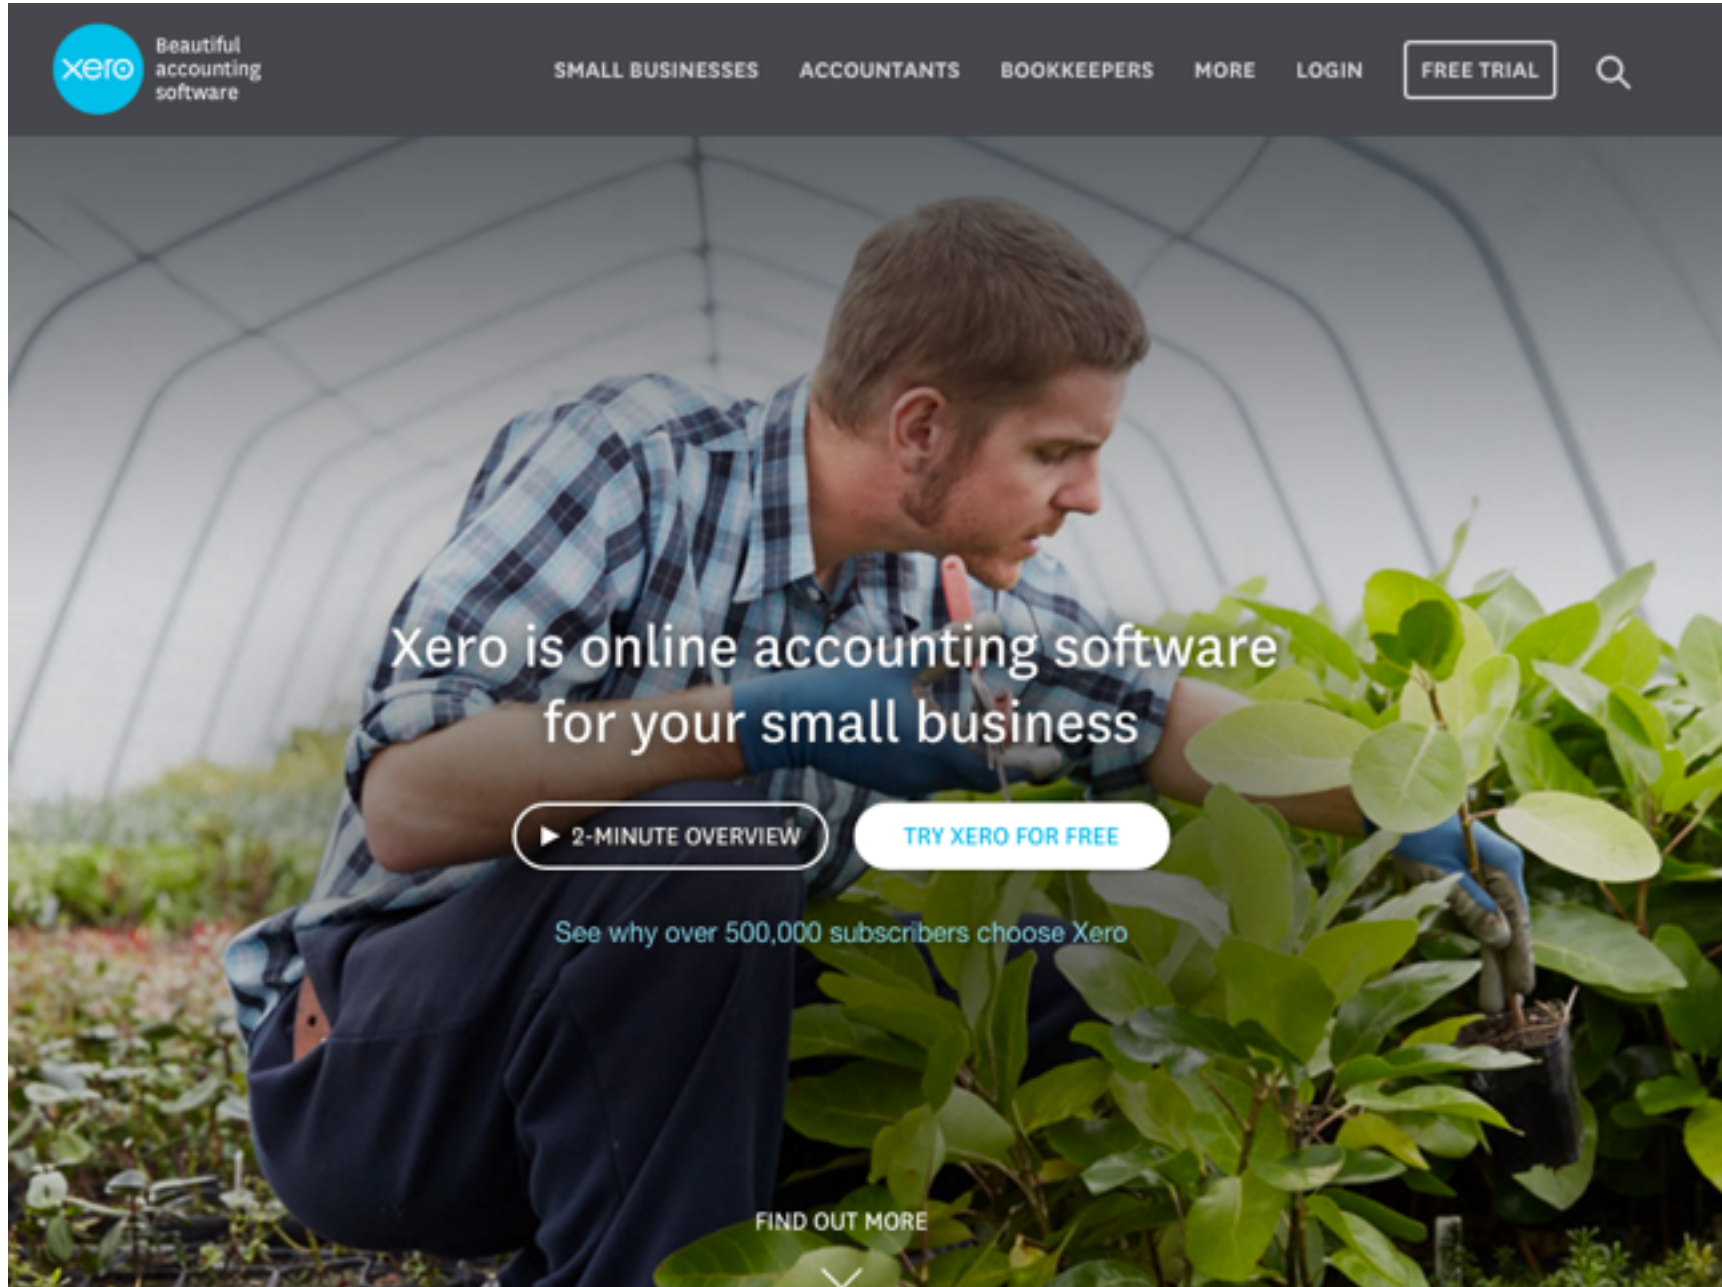 xero
Beautiful
accounting
software
SMALL BUSINESSES
ACCOUNTANTS
BOOKKEEPERS
MORE
LOGIN
FREE TRIAL
Xero is online accounting software
for your small business
2-MINUTE OVERVIEW
TRY XERO FOR FREE
See why over 500,000 subscribers choose Xero
FIND OUT MORE